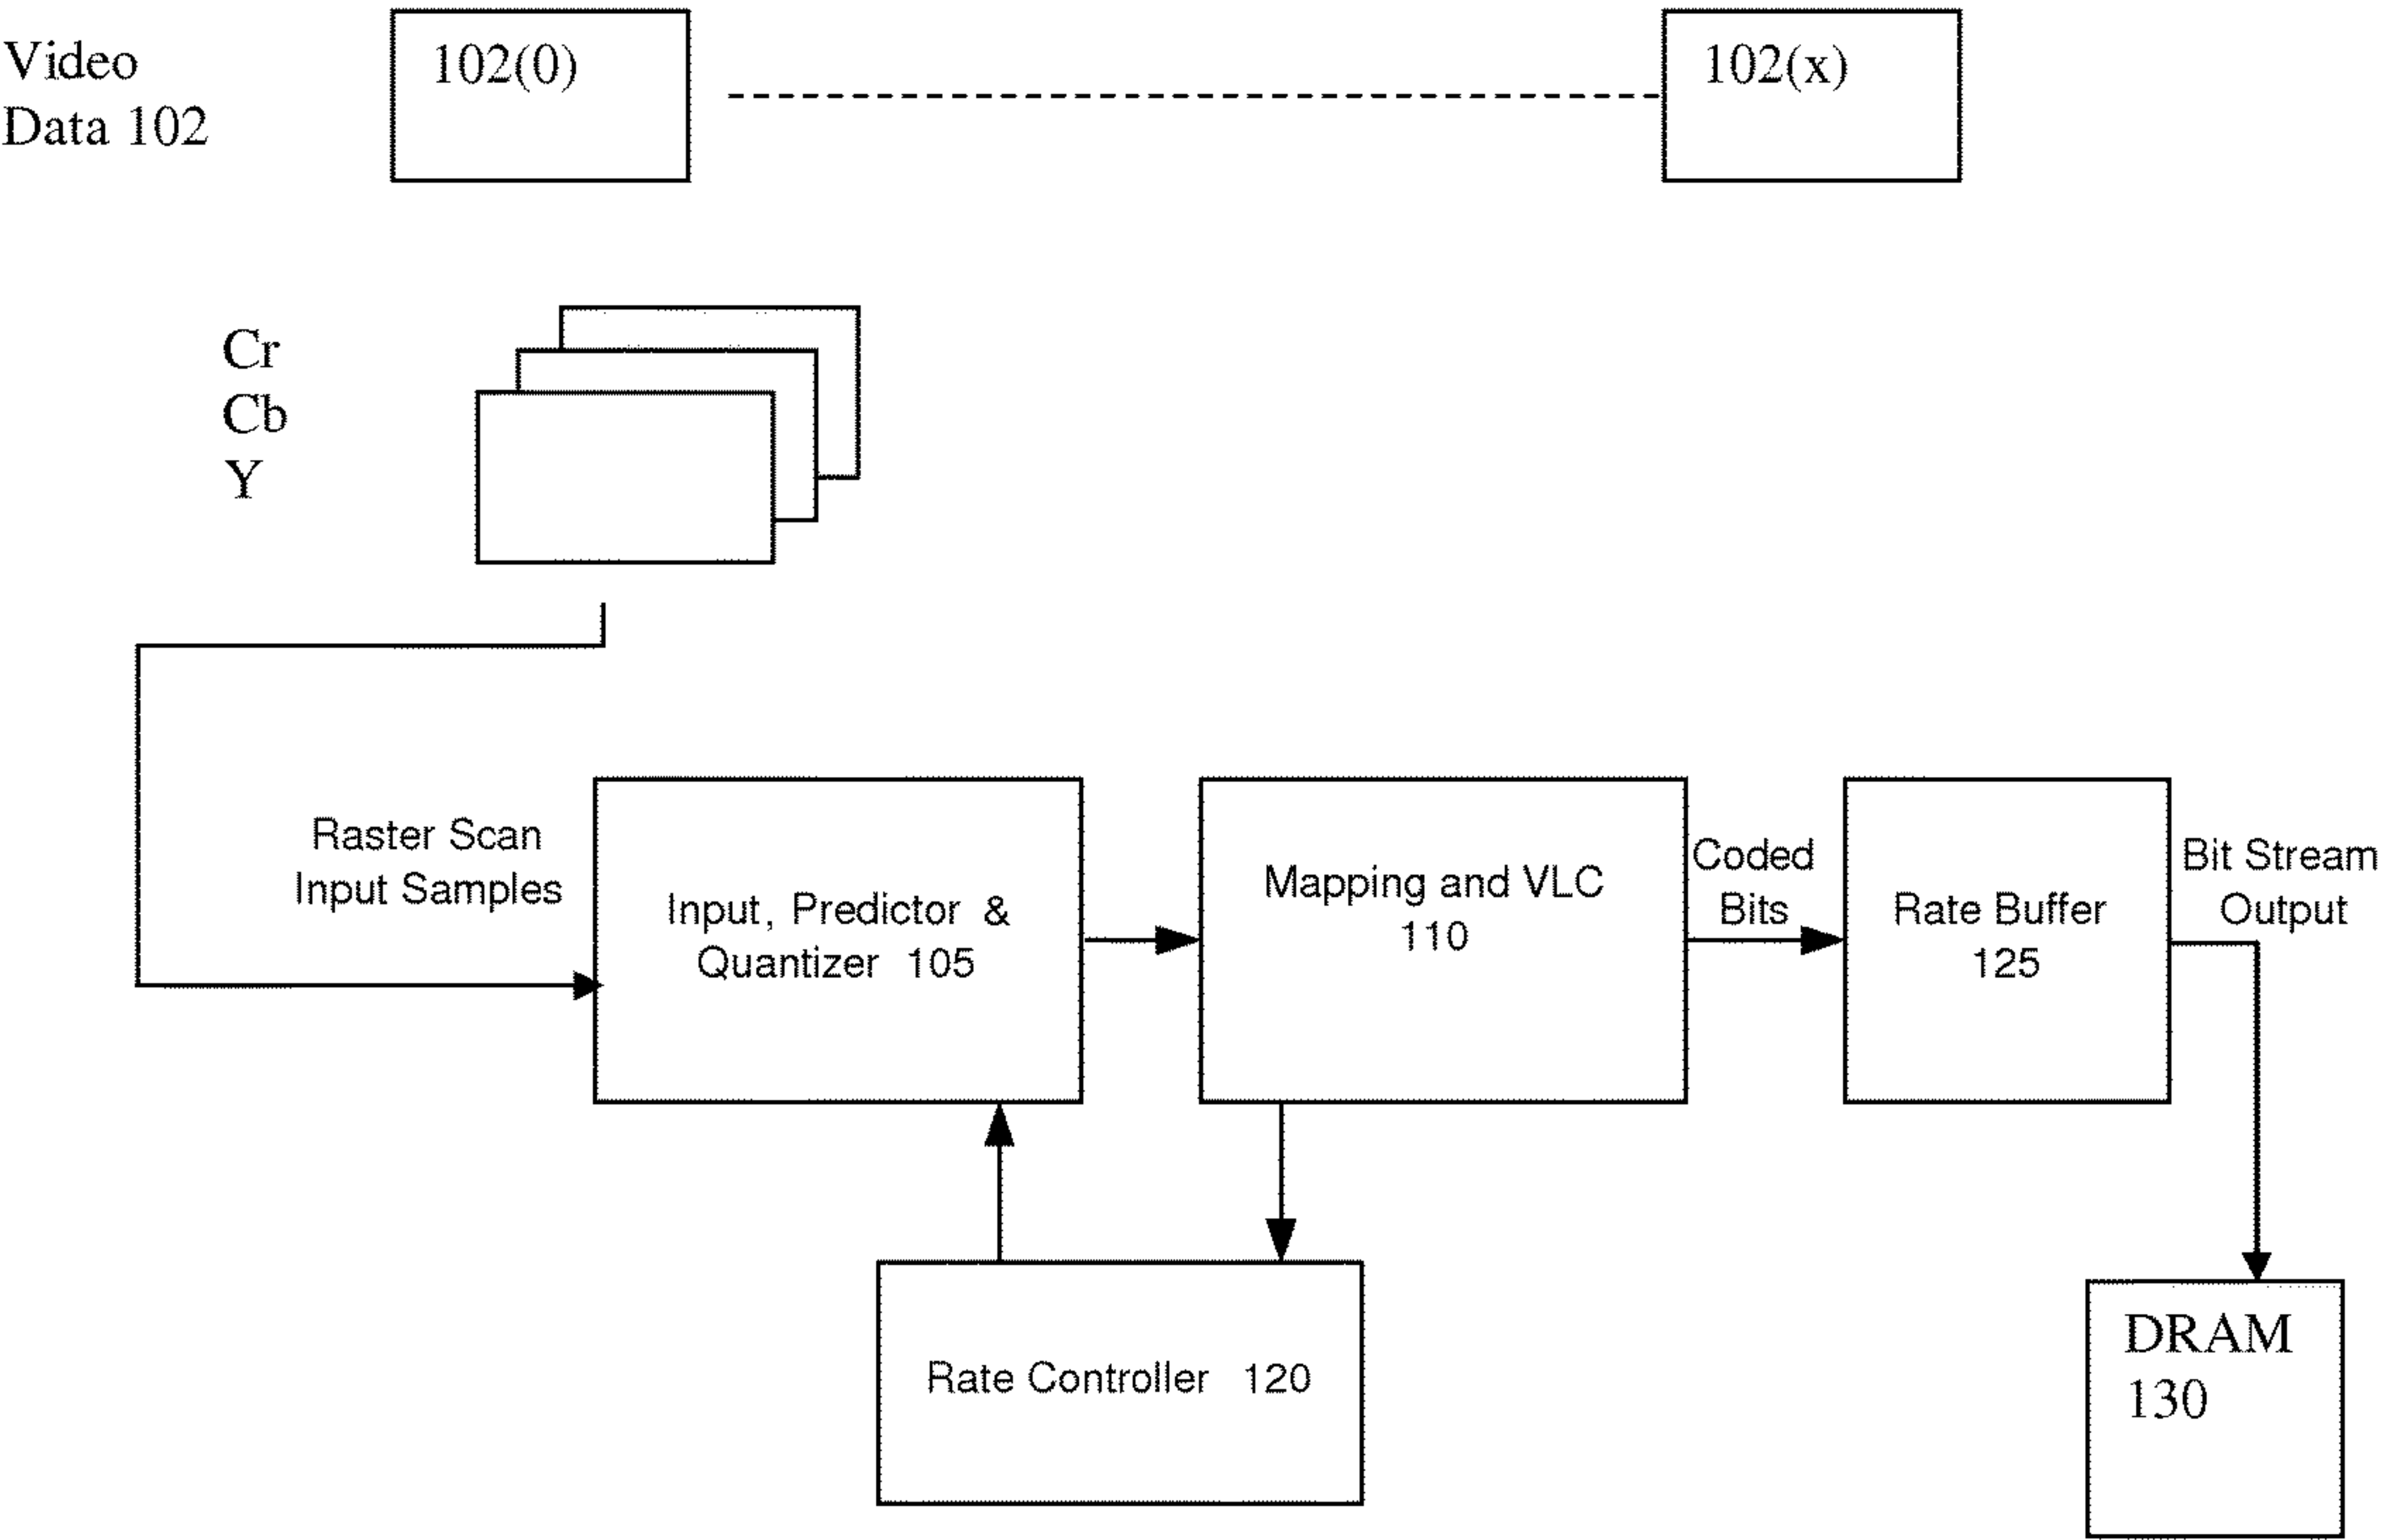 Video
Data 102
102(0)
102(x)
Cr
Cb
Y
Raster Scan
Input Samples
Input, Predictor &
Quantizer 105
Mapping and VLC
110
Coded
Bits
Rate Buffer
125
Bit Stream
Output
Rate Controller 120
DRAM
130